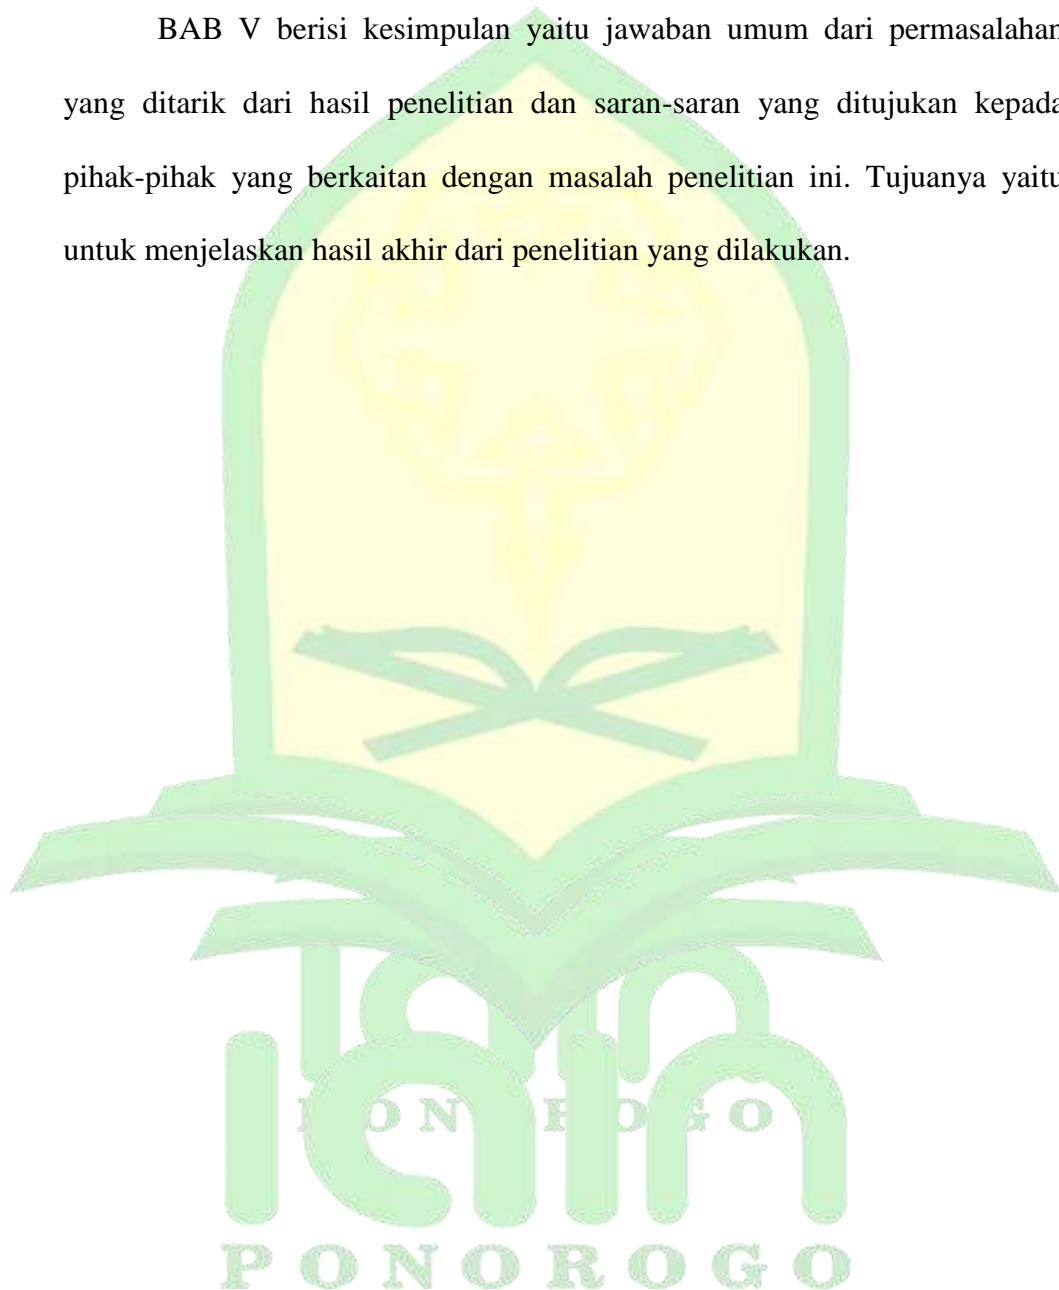 BAB V berisi kesimpulan yaitu jawaban umum dari permasalahan
yang ditarik dari hasil penelitian dan saran-saran yang ditujukan kepada
pihak-pihak yang berkaitan dengan masalah penelitian ini. Tujuanya yaitu
untuk menjelaskan hasil akhir dari penelitian yang dilakukan.
iain
PONOROGO
iain
PONOROGO